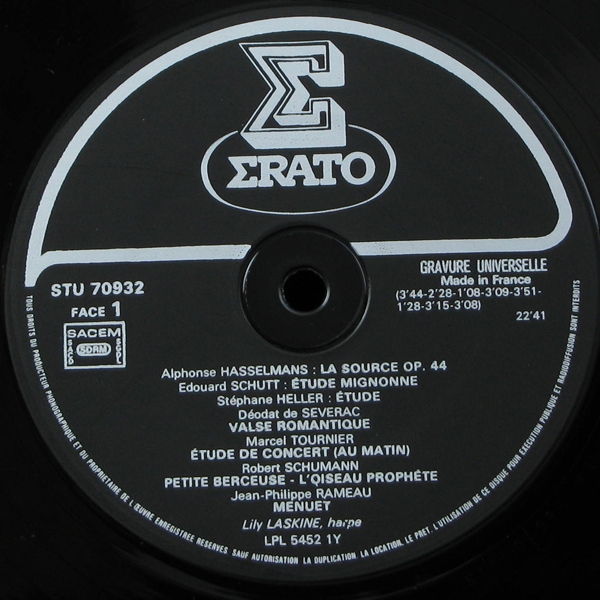 Σ
ΣRATO
STU 70932
FACE 1
SACEM
SACD
SDRM
SGDL
GRAVURE UNIVERSELLE
Made in France
(3'44-2'28-1'08-3'09-3'51-
1'28-3'15-3'08)
22'41
Alphonse HASSELMANS : LA SOURCE OP. 44
Edouard SCHUTT : ÉTUDE MIGNONNE
Stéphane HELLER : ÉTUDE
Déodat de SEVERAC
VALSE ROMANTIQUE
Marcel TOURNIER
ÉTUDE DE CONCERT (AU MATIN)
Robert SCHUMANN
PETITE BERCEUSE - L'OISEAU PROPHÈTE
Jean-Philippe RAMEAU
MENUET
Lily LASKINE, harpe
LPL 5452 1Y
TOUS DROITS DU PRODUCTEUR PHONOGRAPHIQUE ET DU PROPRIETAIRE DE L'ŒUVRE ENREGISTREE RESERVES SAUF AUTORISATION LA DUPLICATION, LA LOCATION, LE PRET, L'UTILISATION DE CE DISQUE POUR EXECUTION PUBLIQUE ET RADIODIFFUSION SONT INTERDITS